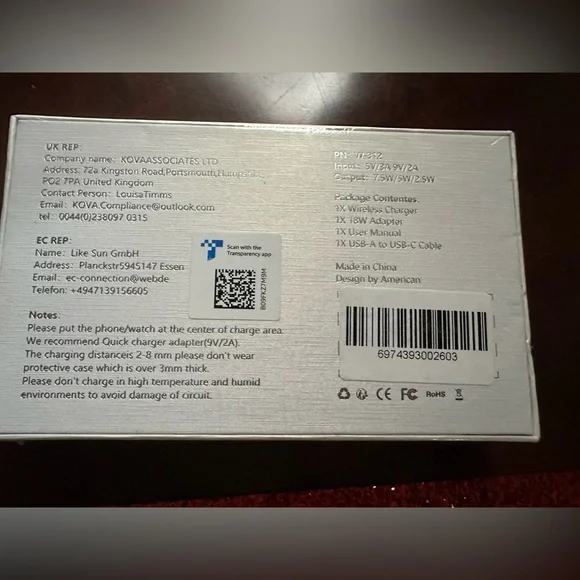 UK REP:
Company name: KOVAASSOCIATES LTD
Address: 72a Kingston Road,Portsmouth,
PO2 7PA United Kingdom
Contact Person: LouisaTimms
Email: KOVA.Compliance@outlook.com
tel: 0044(0)238097 0315
EC REP:
Name: Like Sun GmbH
Address: Planckstr5945147 Essen
Email: ec-connection@webde
Telefon: +4947139156605
Scan with the
Transparency app
Notes:
Please put the phone/watch at the center of charge area.
We recommend Quick charger adapter(9V/2A).
The charging distanceis 2-8 mm please don't wear
protective case which is over 3mm thick.
Please don't charge in high temperature and humid
environments to avoid damage of circuit.
PN:
Input: 5V/3A 9V/2A
Output: 7.5W/5W/2.5W
Package Contentes:
1X Wireless Charger
1X 18W Adaptor
1X User Manual
1X USB-A to USB-C Cable
Made in China
Design by American
6974393002603
CE FC RoHS